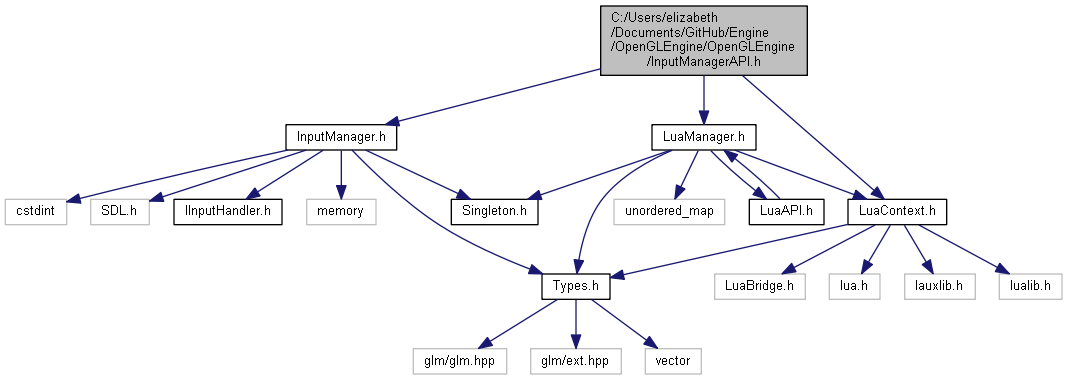 C:/Users/elizabeth
/Documents/GitHub/Engine
/OpenGLEngine/OpenGLEngine
/InputManagerAPI.h
InputManager.h
LuaManager.h
cstdint
SDL.h
IInputHandler.h
memory
Singleton.h
unordered_map
LuaAPI.h
LuaContext.h
Types.h
LuaBridge.h
lua.h
lauxlib.h
lualib.h
glm/glm.hpp
glm/ext.hpp
vector